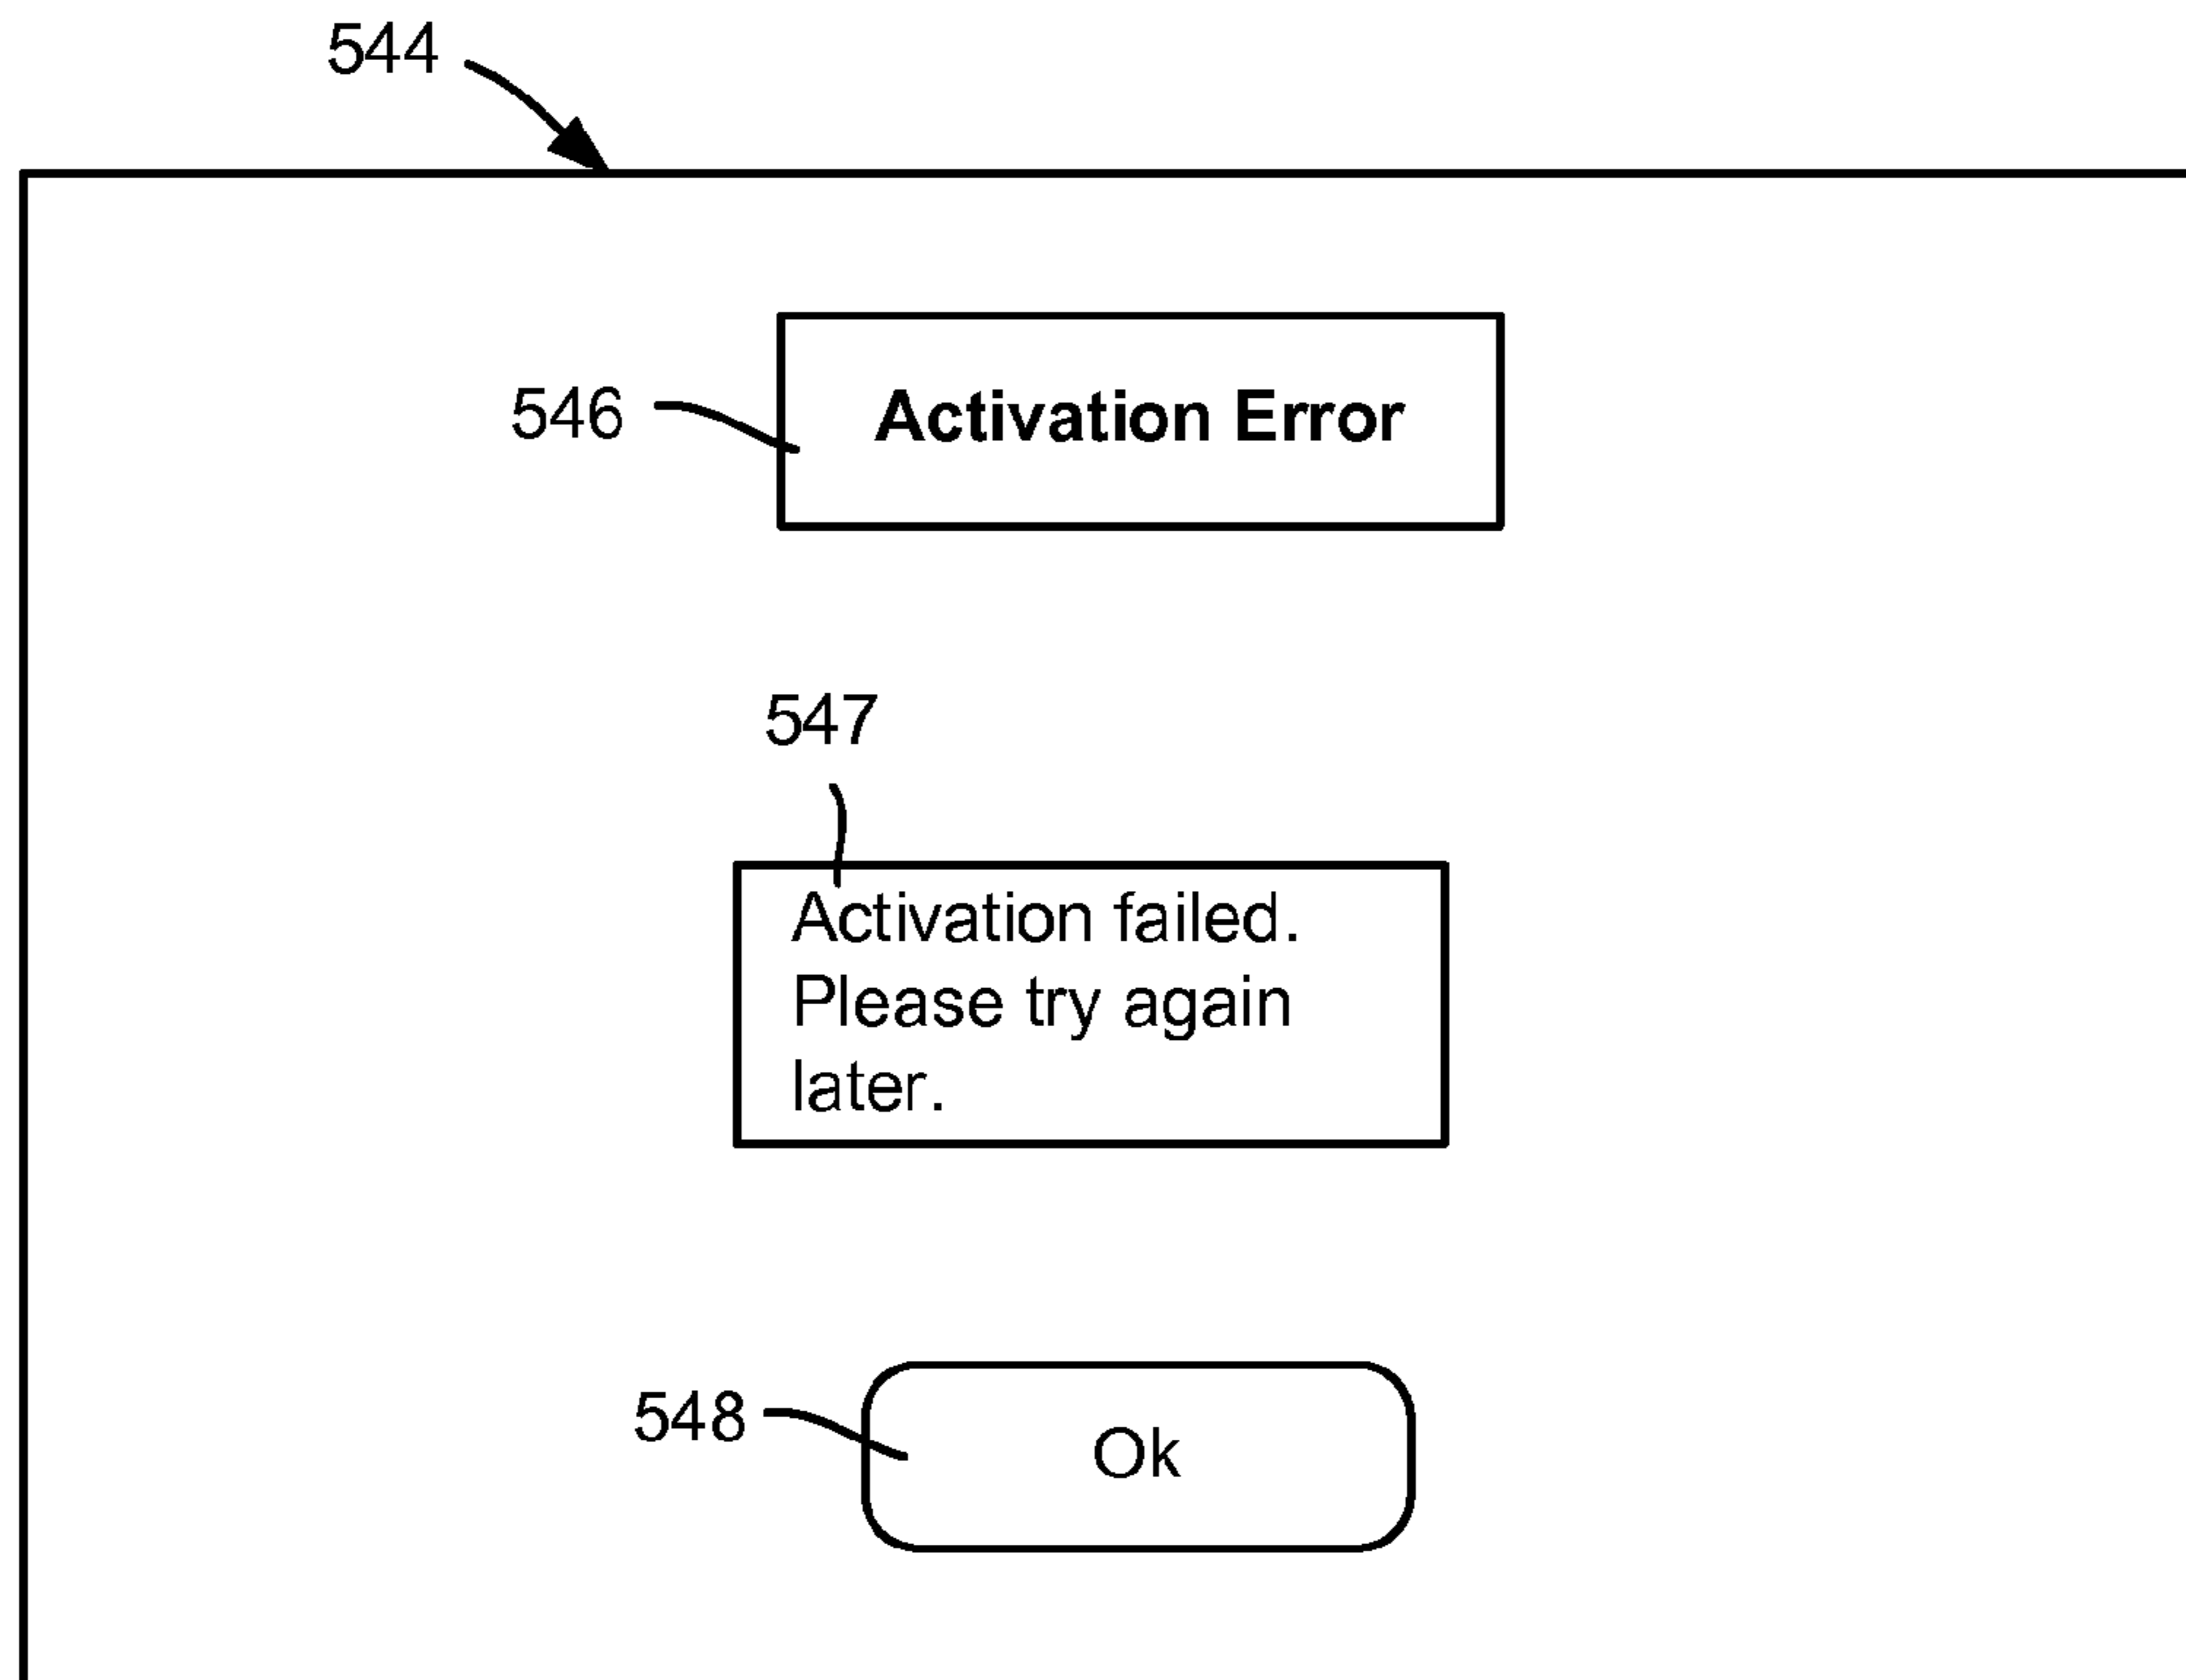 544
546
Activation Error
547
Activation failed.
Please try again
later.
548
Ok